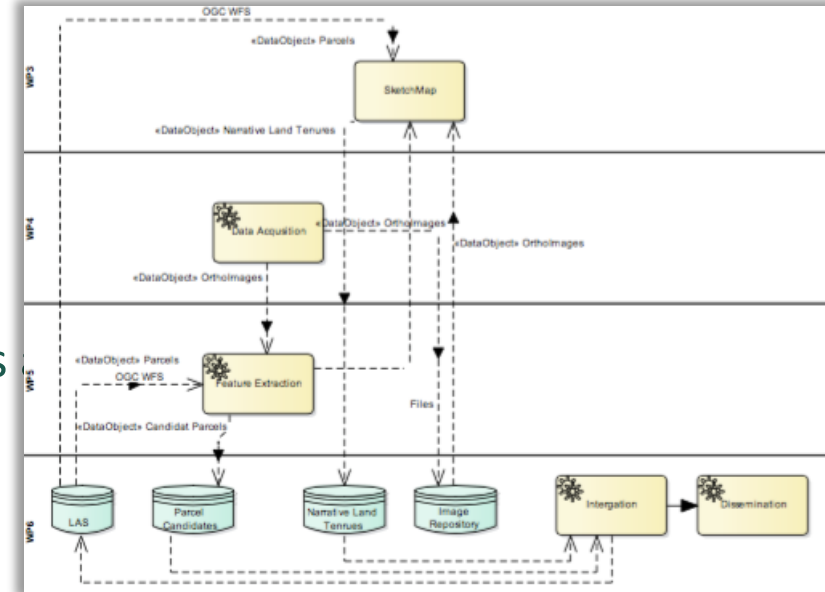 OGC WFS
«DataObject» Parcels
WP3
SketchMap
«DataObject» Narrative Land Tenures
WP4
Data Acqusition
«DataObject» OrthoImages
«DataObject» OrthoImages
«DataObject» OrthoImages
s
WP5
«DataObject» Parcels
OGC WFS
Feature Extraction
Files
«DataObject» Candidat Parcels
WP6
LAS
Parcel
Candidates
Narrative Land
Tenrues
Image
Repository
Intergation
Dissemination